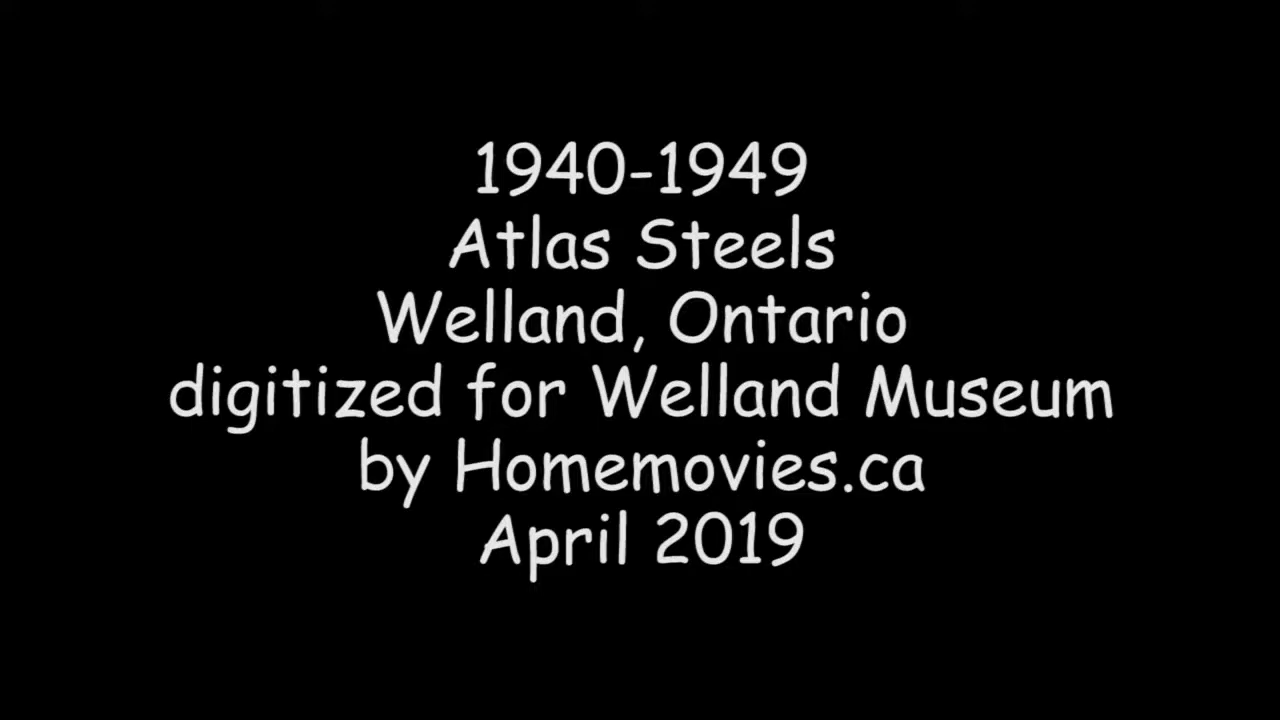 1940-1949
Atlas Steels
Welland, Ontario
digitized for Welland Museum
by Homemovies.ca
April 2019